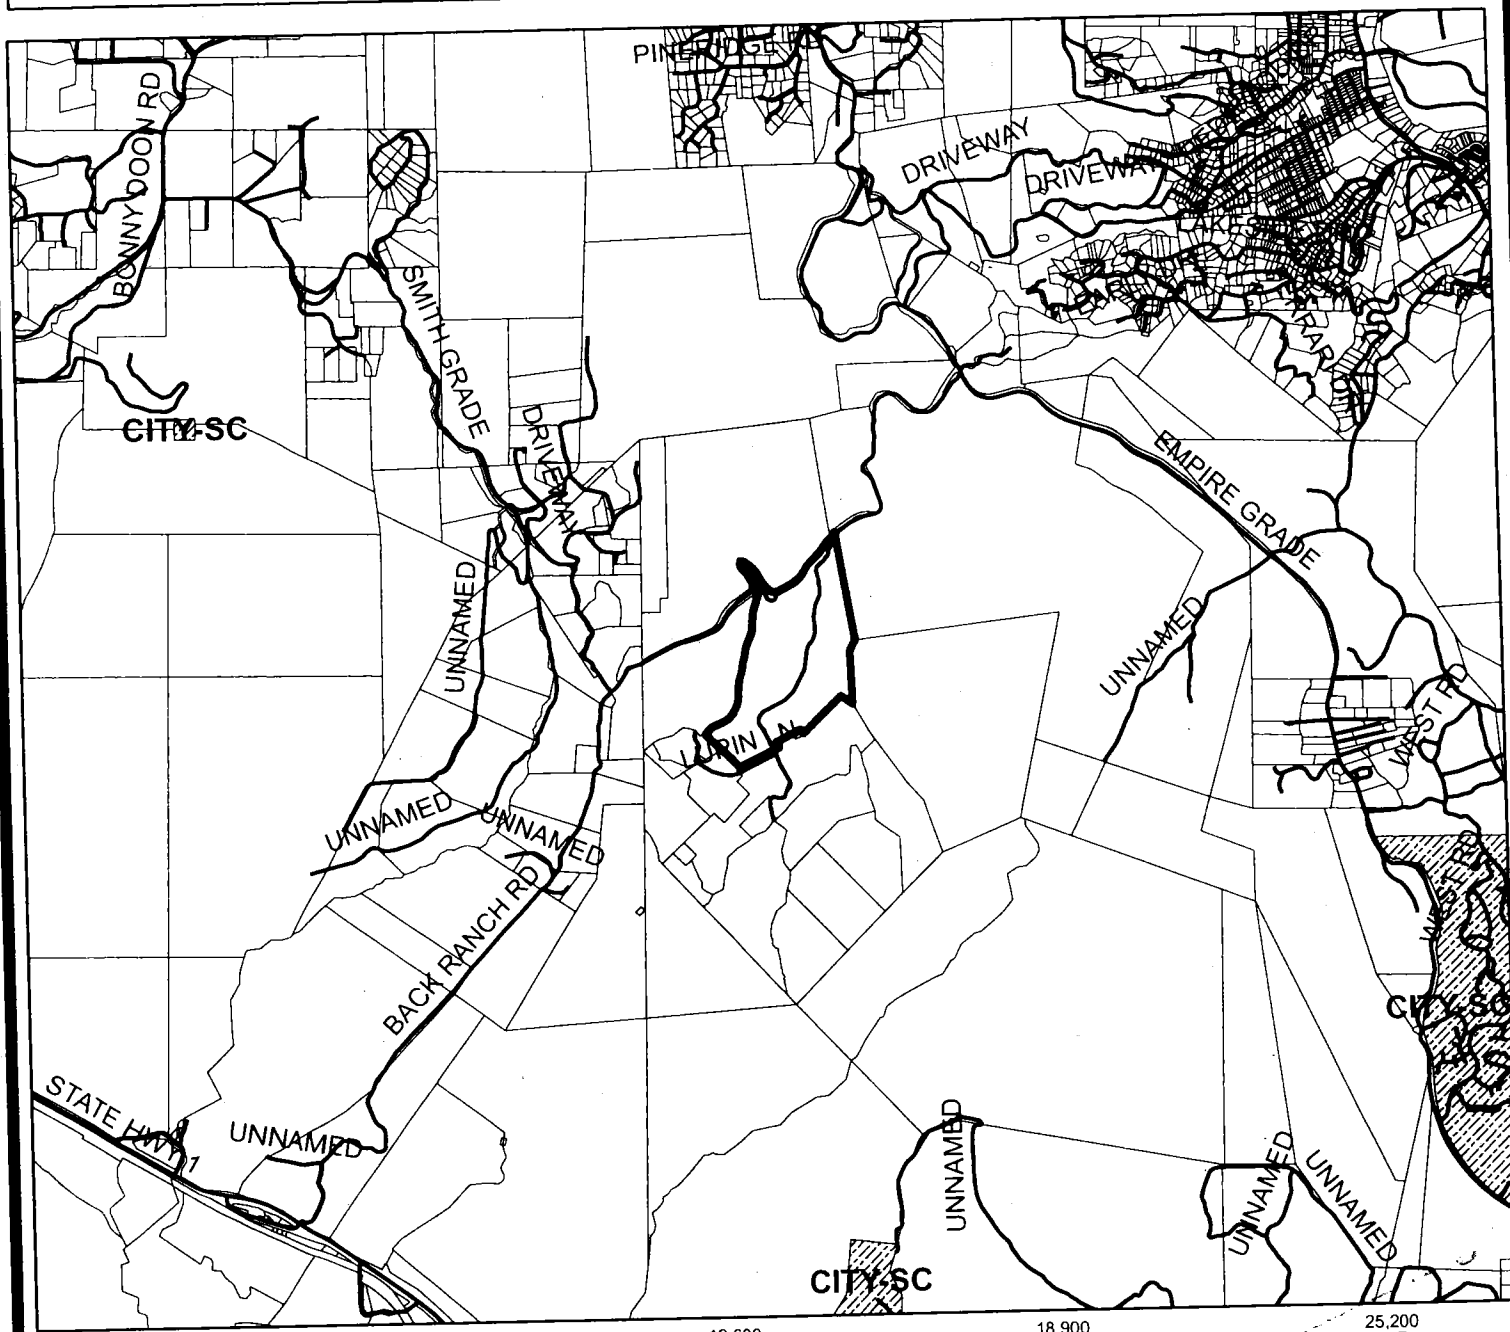 PINERIDGE
BONNY DOON RD
DRIVEWAY
DRIVEWAY
SMITH GRADE
CITY-SC
DRIVEWAY
EMPIRE GRADE
UNNAMED
UNNAMED
WEST RD
LUPIN LN
UNNAMED
UNNAMED
WEST RD
BACK RANCH RD
CITY-SC
STATE HWY 1
UNNAMED
UNNAMED
UNNAMED
UNNAMED
CITY-SC
18,900
25,200